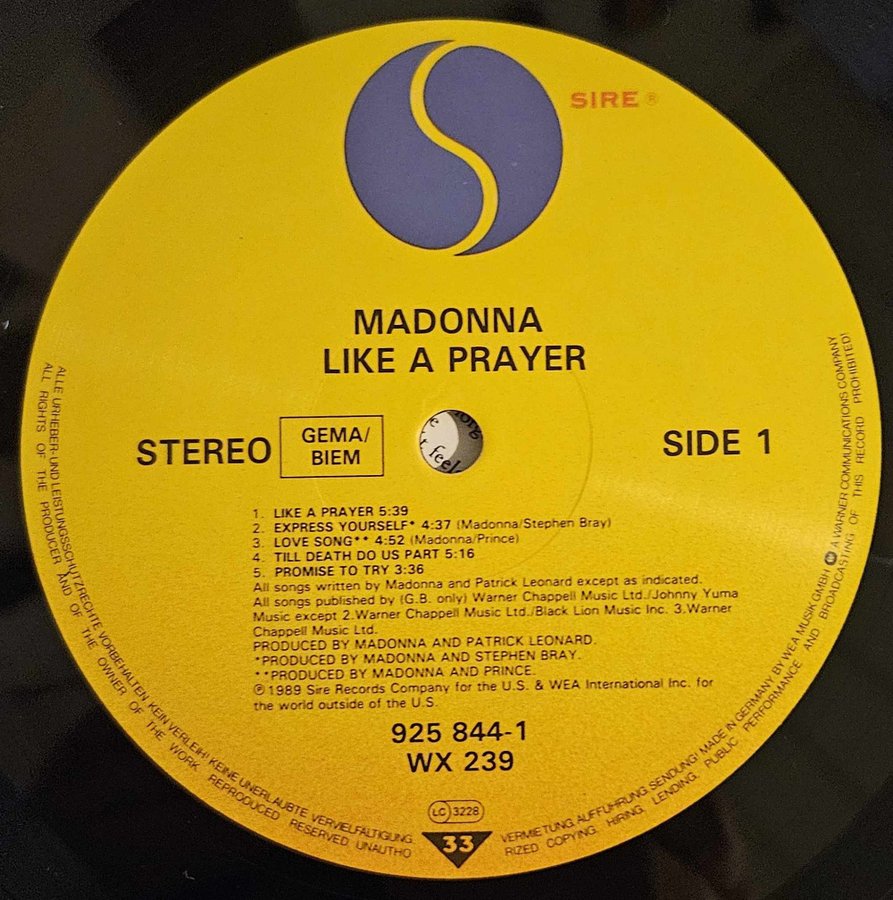 SIRE ®
MADONNA
LIKE A PRAYER
STEREO
GEMA/
BIEM
SIDE 1
1. LIKE A PRAYER 5:39
2. EXPRESS YOURSELF* 4:37 (Madonna/Stephen Bray)
3. LOVE SONG** 4:52 (Madonna/Prince)
4. TILL DEATH DO US PART 5:16
5. PROMISE TO TRY 3:36
All songs written by Madonna and Patrick Leonard except as indicated.
All songs published by (G.B. only) Warner Chappell Music Ltd./Johnny Yuma
Music except 2.Warner Chappell Music Ltd./Black Lion Music Inc. 3.Warner
Chappell Music Ltd.
PRODUCED BY MADONNA AND PATRICK LEONARD.
*PRODUCED BY MADONNA AND STEPHEN BRAY.
**PRODUCED BY MADONNA AND PRINCE.
℗1989 Sire Records Company for the U.S. & WEA International Inc. for
the world outside of the U.S.
925 844-1
WX 239
LC 3228
33
ALLE URHEBER- UND LEISTUNGSSCHUTZRECHTE VORBEHALTEN KEIN VERLEIH! KEINE UNERLAUBTE VERVIELFÄLTIGUNG, VERMIETUNG, AUFFÜHRUNG, SENDUNG! MADE IN GERMANY BY WEA MUSIK GMBH A WARNER COMMUNICATIONS COMPANY
ALL RIGHTS OF THE PRODUCER AND OF THE OWNER OF THE WORK REPRODUCED RESERVED. UNAUTHORIZED COPYING, HIRING, LENDING, PUBLIC PERFORMANCE AND BROADCASTING OF THIS RECORD PROHIBITED!